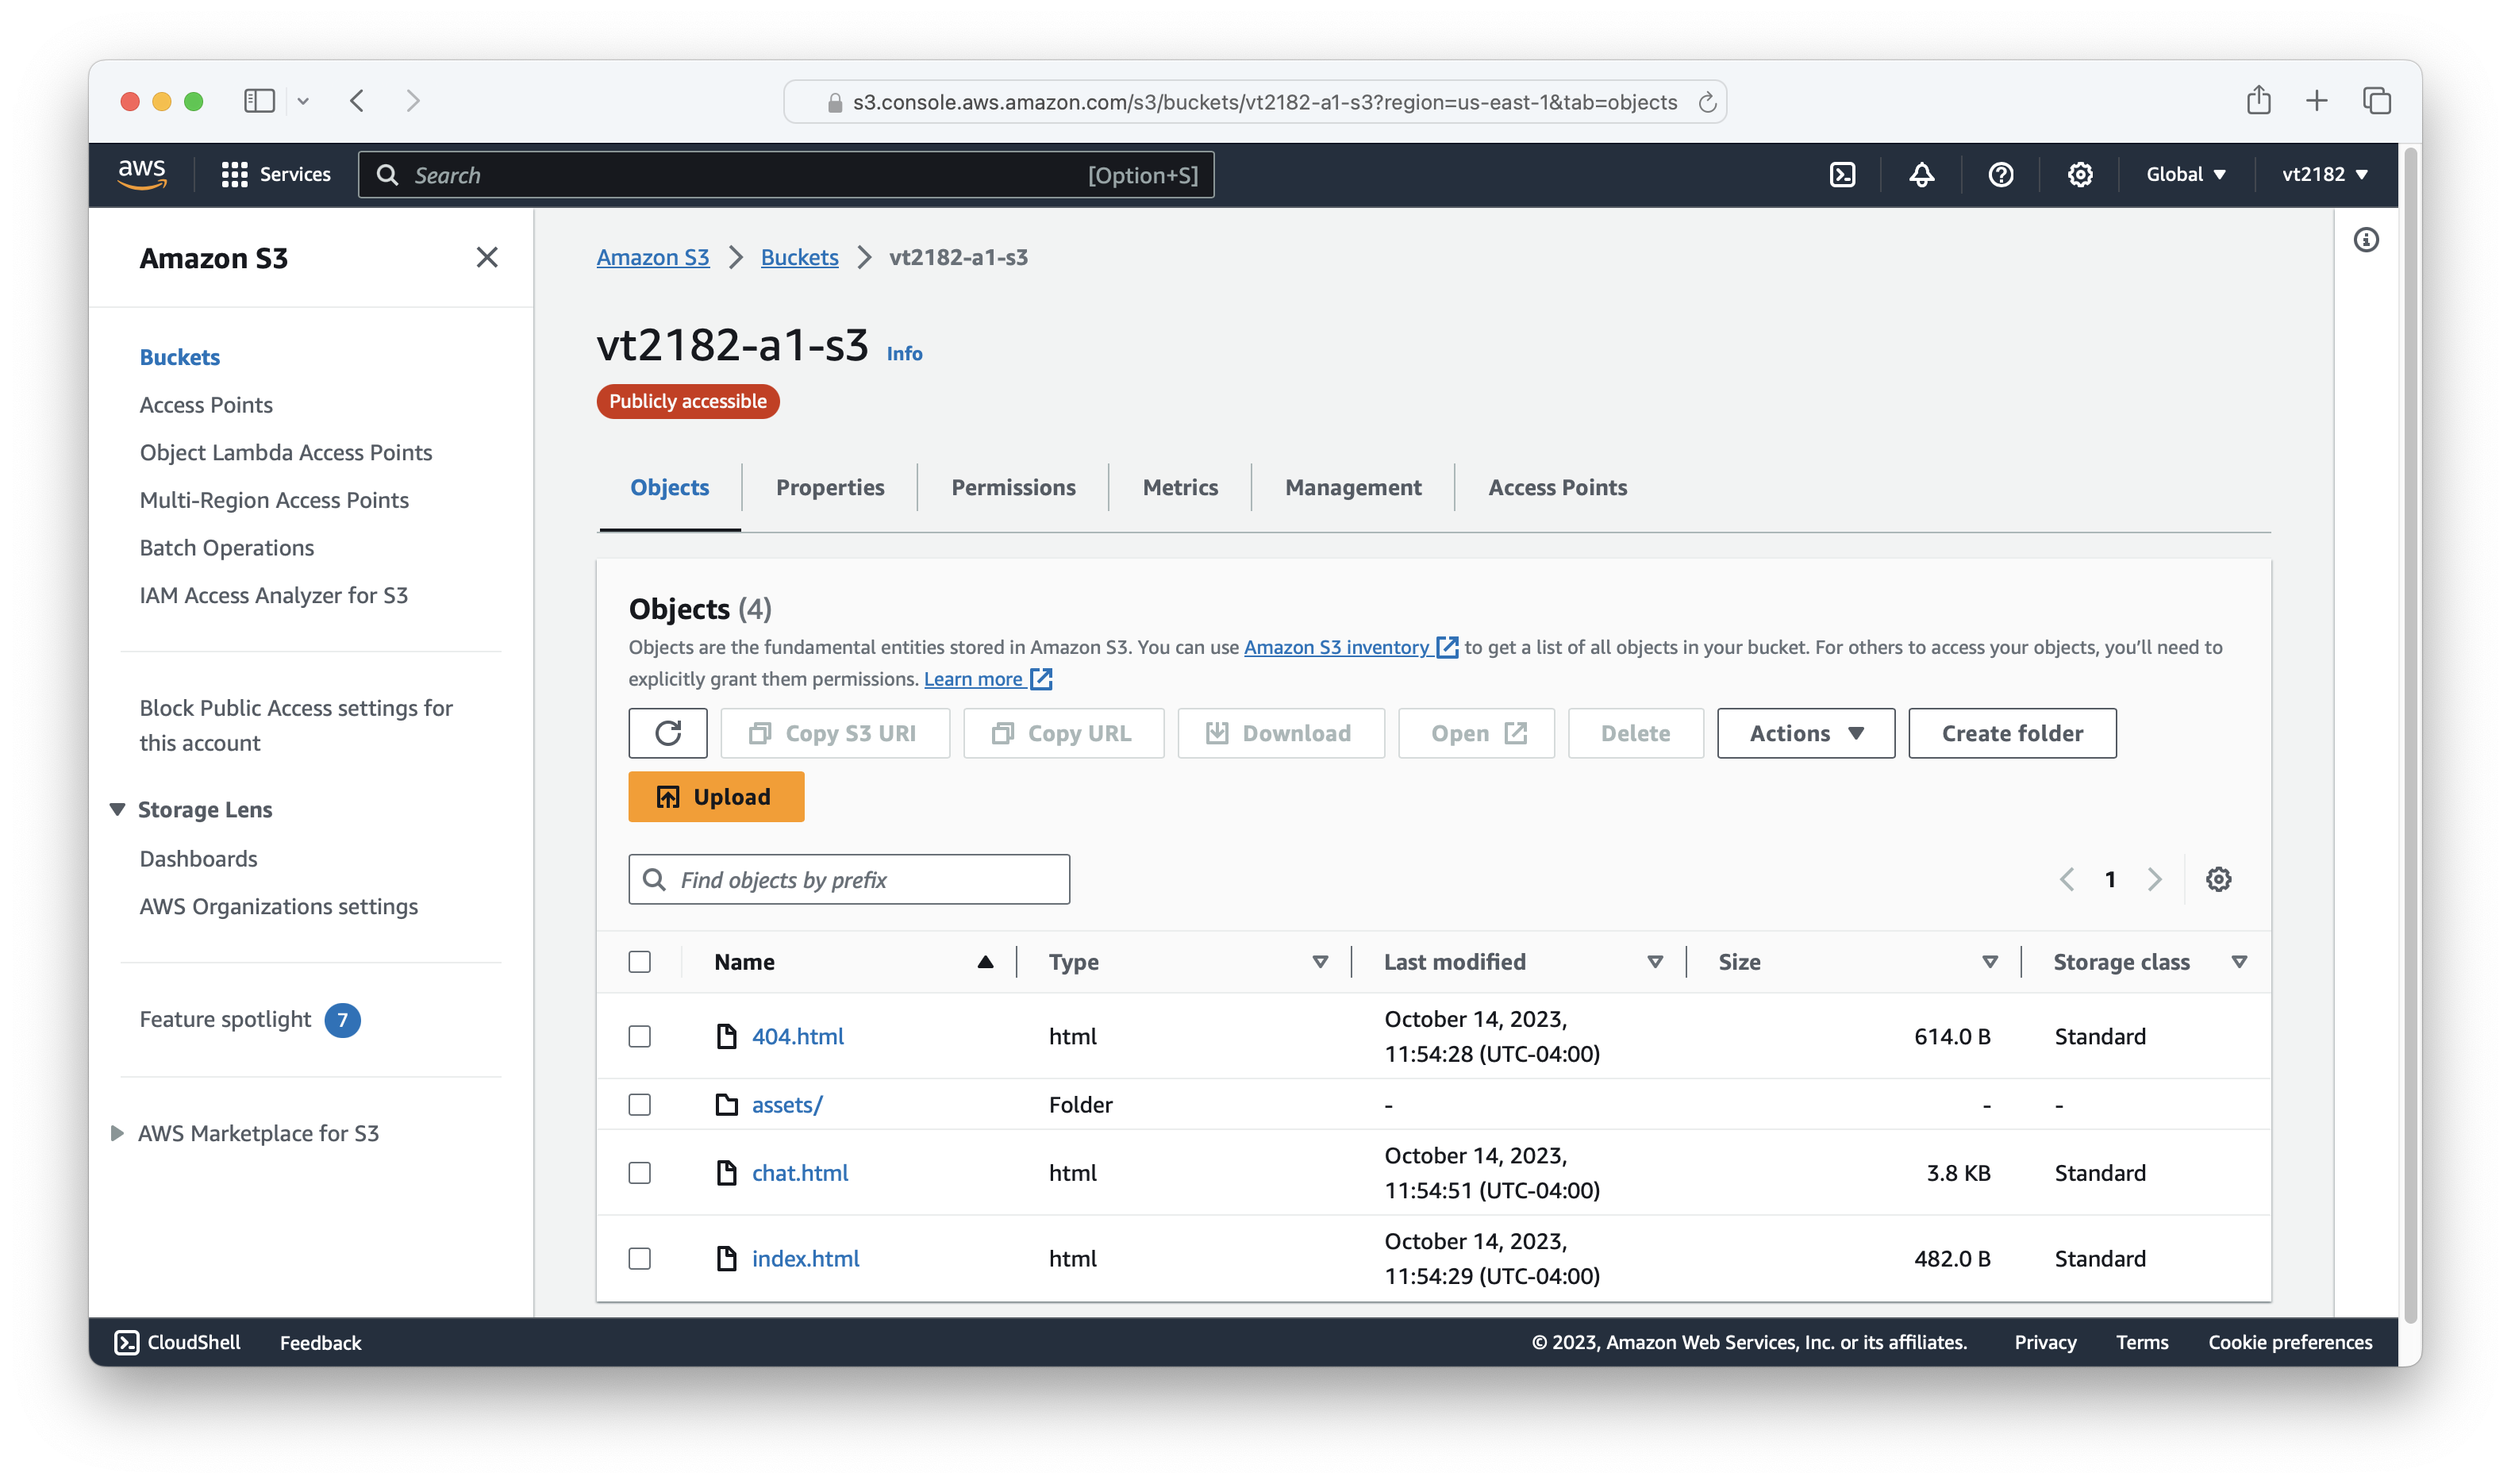 s3.console.aws.amazon.com/s3/buckets/vt2182-a1-s3?region=us-east-1&tab=objects
aws
Services
Search
[Option+S]
Global
vt2182
Amazon S3
Buckets
Access Points
Object Lambda Access Points
Multi-Region Access Points
Batch Operations
IAM Access Analyzer for S3
Block Public Access settings for
this account
Storage Lens
Dashboards
AWS Organizations settings
Feature spotlight 7
AWS Marketplace for S3
Amazon S3 > Buckets > vt2182-a1-s3
vt2182-a1-s3 Info
Publicly accessible
Objects
Properties
Permissions
Metrics
Management
Access Points
Objects (4)
Objects are the fundamental entities stored in Amazon S3. You can use Amazon S3 inventory to get a list of all objects in your bucket. For others to access your objects, you'll need to
explicitly grant them permissions. Learn more
Copy S3 URI
Copy URL
Download
Open
Delete
Actions
Create folder
Upload
Find objects by prefix
1
Name
Type
Last modified
Size
Storage class
404.html
html
October 14, 2023,
11:54:28 (UTC-04:00)
614.0 B
Standard
assets/
Folder
-
-
-
chat.html
html
October 14, 2023,
11:54:51 (UTC-04:00)
3.8 KB
Standard
index.html
html
October 14, 2023,
11:54:29 (UTC-04:00)
482.0 B
Standard
CloudShell
Feedback
© 2023, Amazon Web Services, Inc. or its affiliates.
Privacy
Terms
Cookie preferences